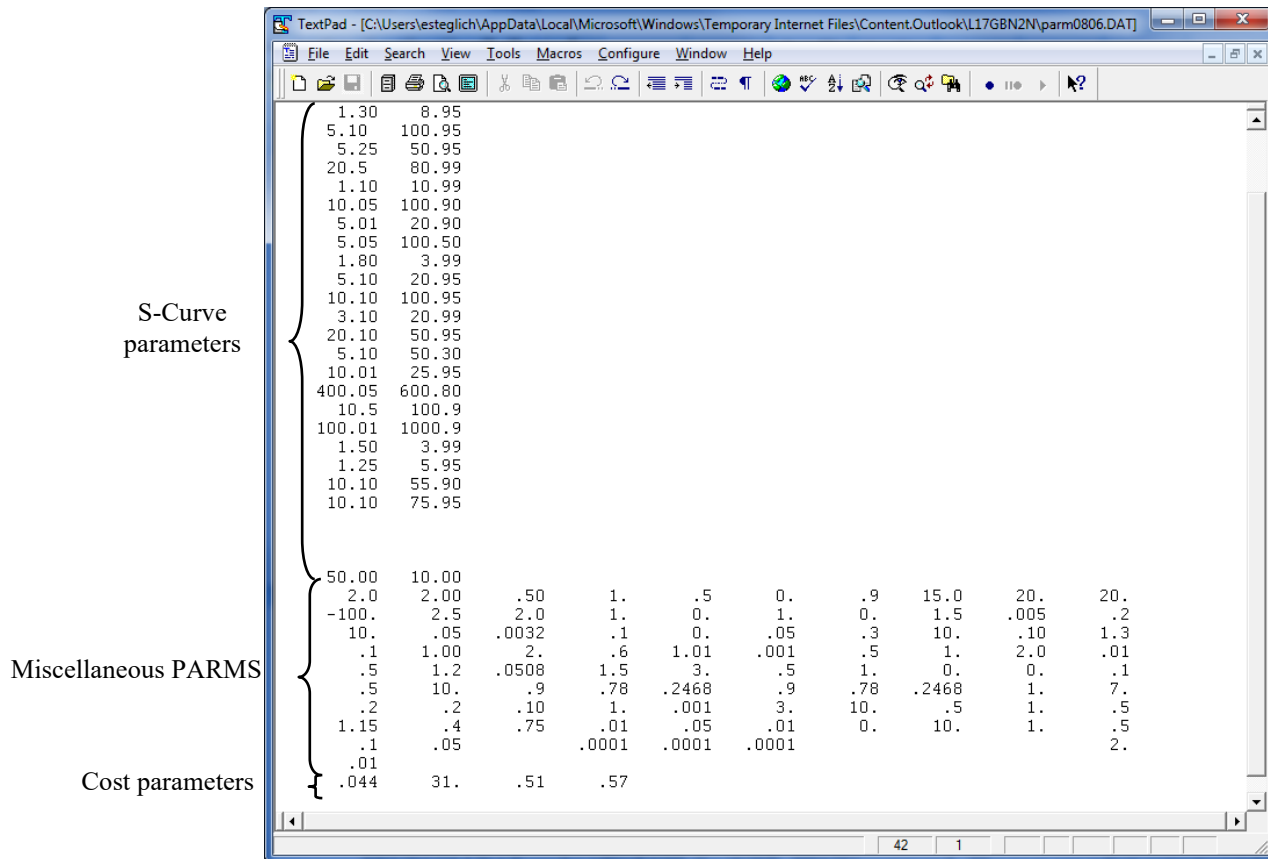 TextPad - [C:\Users\esteglich\AppData\Local\Microsoft\Windows\Temporary Internet Files\Content.Outlook\L17GBN2N\parm0806.DAT]
File Edit Search View Tools Macros Configure Window Help
1.30 8.95
5.10 100.95
5.25 50.95
20.5 80.99
1.10 10.99
10.05 100.90
5.01 20.90
5.05 100.50
1.80 3.99
5.10 20.95
10.10 100.95
3.10 20.99
20.10 50.95
5.10 50.30
10.01 25.95
400.05 600.80
10.5 100.9
100.01 1000.9
1.50 3.99
1.25 5.95
10.10 55.90
10.10 75.95
50.00 10.00
S-Curve
parameters
2.0 2.00 .50 1. .5 0. .9 15.0 20. 20.
-100. 2.5 2.0 1. 0. 1. 0. 1.5 .005 .2
10. .05 .0032 .1 0. .05 .3 10. .10 1.3
.1 1.00 2. .6 1.01 .001 .5 1. 2.0 .01
.5 1.2 .0508 1.5 3. .5 1. 0. 0. .1
.5 10. .9 .78 .2468 .9 .78 .2468 1. 7.
.2 .2 .10 1. .001 3. 10. .5 1. .5
1.15 .4 .75 .01 .05 .01 0. 10. 1. .5
.1 .05 .0001 .0001 .0001 2.
.01
Miscellaneous PARMS
Cost parameters
.044 31. .51 .57
42 1